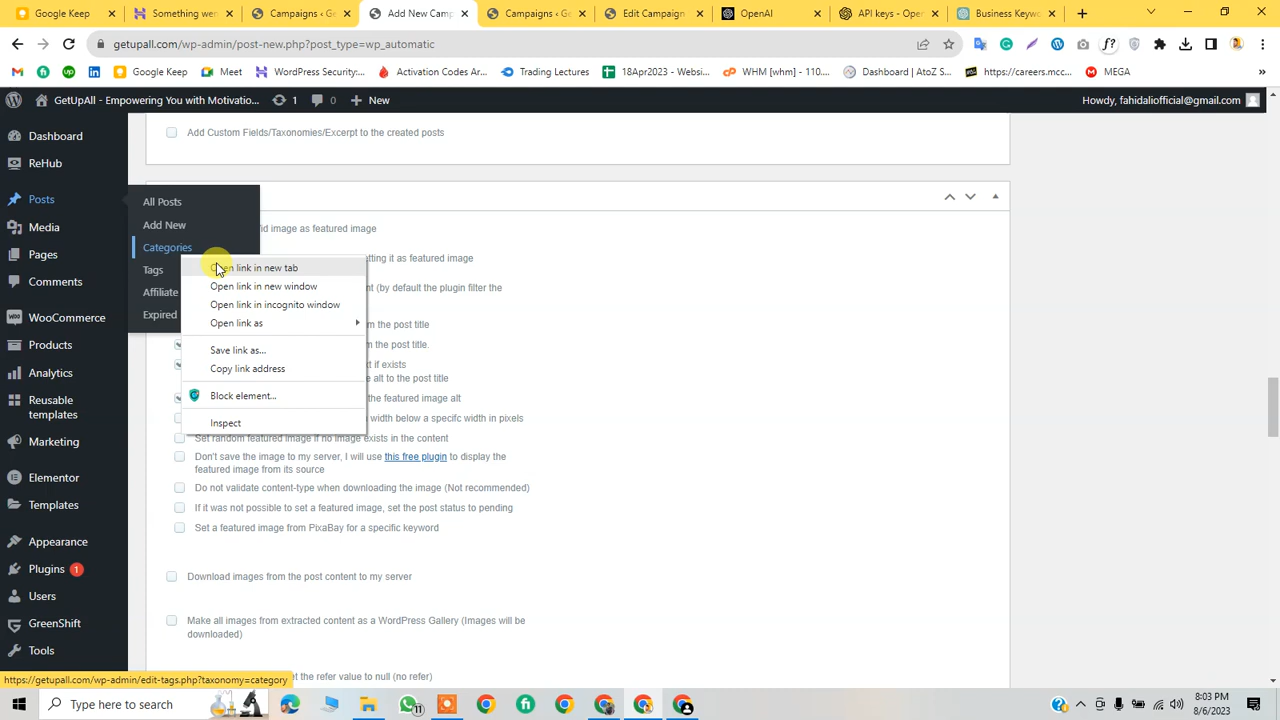 Google Keep
Something wen
Campaigns ‹ Ge
Add New Camp
Campaigns ‹ Ge
Edit Campaign
OpenAI
API keys - Open
Business Keywo
getupall.com/wp-admin/post-new.php?post_type=wp_automatic
Google Keep
Meet
WordPress Security:...
Activation Codes Ar...
Trading Lectures
18Apr2023 - Websi...
WHM [whm] - 110....
Dashboard | AtoZ S...
https://careers.mcc...
MEGA
GetUpAll - Empowering You with Motivatio...
1
0
New
Howdy, fahidaliofficial@gmail.com
Dashboard
ReHub
Posts
Media
Pages
Comments
WooCommerce
Products
Analytics
Reusable
templates
Marketing
Elementor
Templates
Appearance
Plugins 1
Users
GreenShift
Tools
All Posts
Add New
Categories
Tags
Affiliate
Expired
Open link in new tab
Open link in new window
Open link in incognito window
Open link as
Save link as...
Copy link address
Block element...
Inspect
Add Custom Fields/Taxonomies/Excerpt to the created posts
id image as featured image
tting it as featured image
ent (by default the plugin filter the
m the post title
om the post title.
t if exists
e alt to the post title
the featured image alt
width below a specifc width in pixels
Set random featured image if no image exists in the content
Don't save the image to my server, I will use this free plugin to display the
featured image from its source
Do not validate content-type when downloading the image (Not recommended)
If it was not possible to set a featured image, set the post status to pending
Set a featured image from PixaBay for a specific keyword
Download images from the post content to my server
Make all images from extracted content as a WordPress Gallery (Images will be
downloaded)
et the refer value to null (no refer)
https://getupall.com/wp-admin/edit-tags.php?taxonomy=category
Type here to search
11
8:03 PM
8/6/2023